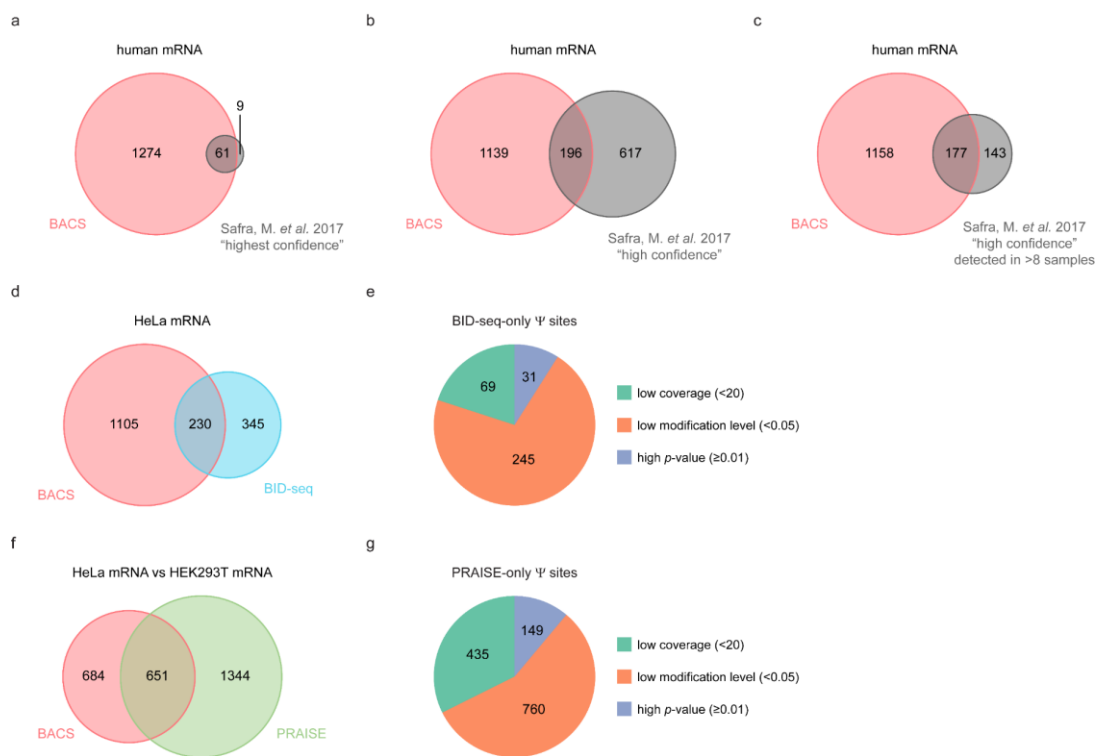 a
human mRNA
9
1274
61
BACS
Safra, M. et al. 2017
“highest confidence”
b
human mRNA
1139
196
617
BACS
Safra, M. et al. 2017
“high confidence”
c
human mRNA
1158
177
143
BACS
Safra, M. et al. 2017
“high confidence”
detected in >8 samples
d
HeLa mRNA
1105
230
345
BACS
BID-seq
e
BID-seq-only Ψ sites
69
31
245
low coverage (<20)
low modification level (<0.05)
high p-value (≥0.01)
f
HeLa mRNA vs HEK293T mRNA
684
651
1344
BACS
PRAISE
g
PRAISE-only Ψ sites
435
149
760
low coverage (<20)
low modification level (<0.05)
high p-value (≥0.01)